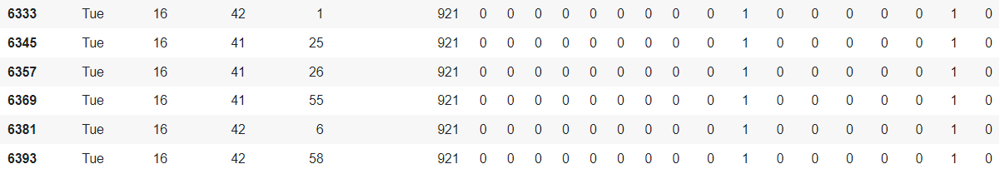 6333 Tue 16 42 1 921 0 0 0 0 0 0 0 0 0 1 0 0 0 0 0 1 0
6345 Tue 16 41 25 921 0 0 0 0 0 0 0 0 0 1 0 0 0 0 0 1 0
6357 Tue 16 41 26 921 0 0 0 0 0 0 0 0 0 1 0 0 0 0 0 1 0
6369 Tue 16 41 55 921 0 0 0 0 0 0 0 0 0 1 0 0 0 0 0 1 0
6381 Tue 16 42 6 921 0 0 0 0 0 0 0 0 0 1 0 0 0 0 0 1 0
6393 Tue 16 42 58 921 0 0 0 0 0 0 0 0 0 1 0 0 0 0 0 1 0